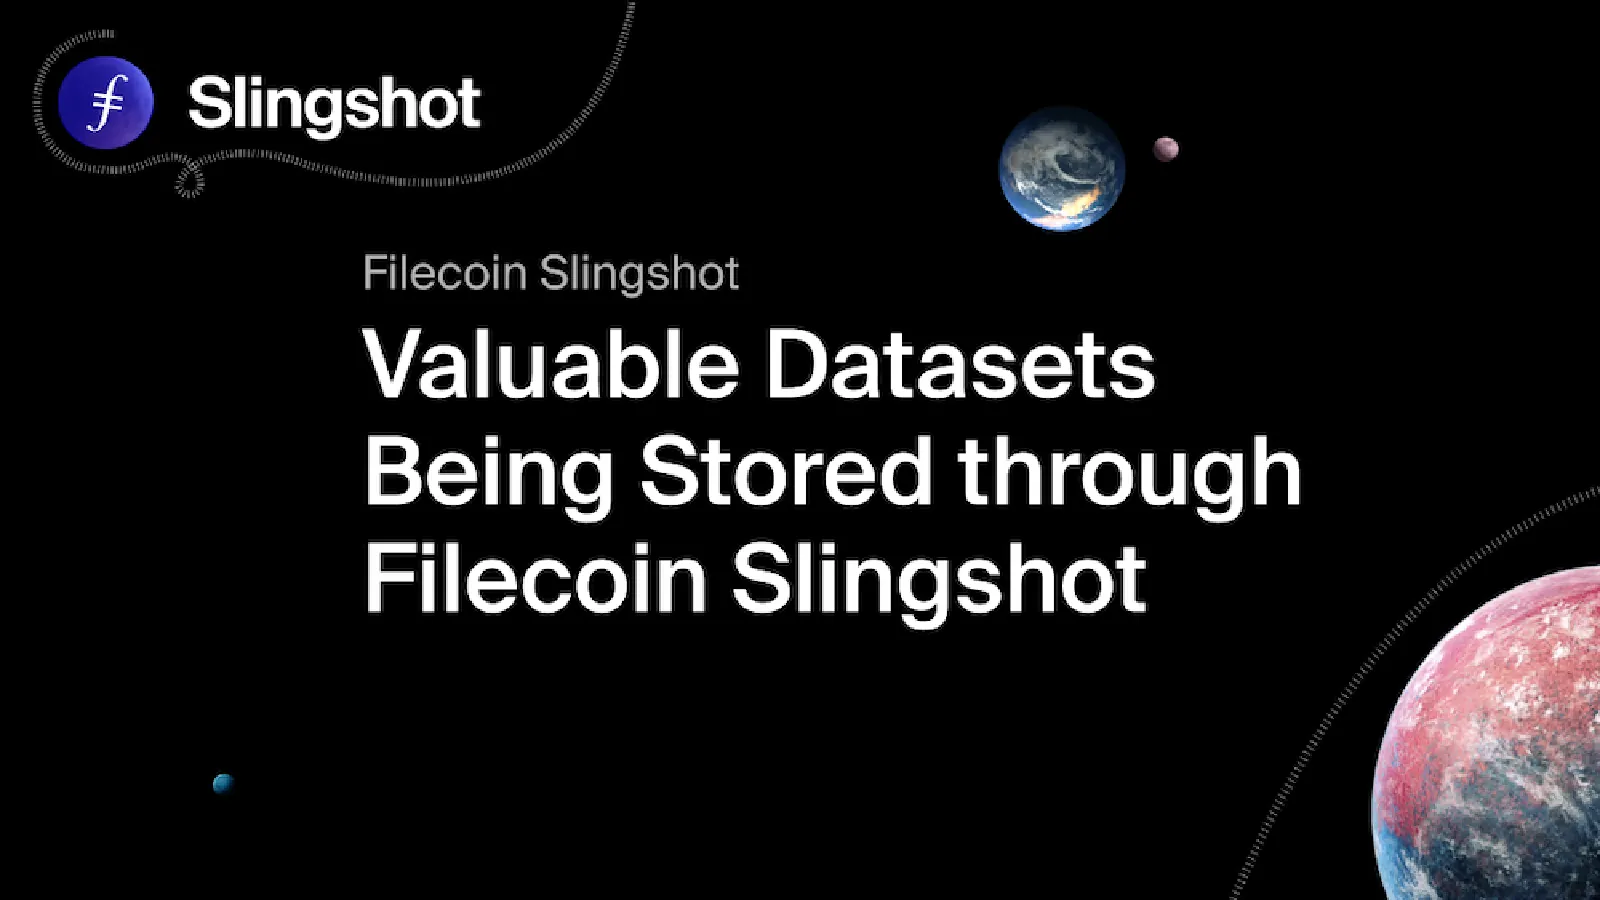 Slingshot
Filecoin Slingshot
Valuable Datasets
Being Stored through
Filecoin Slingshot